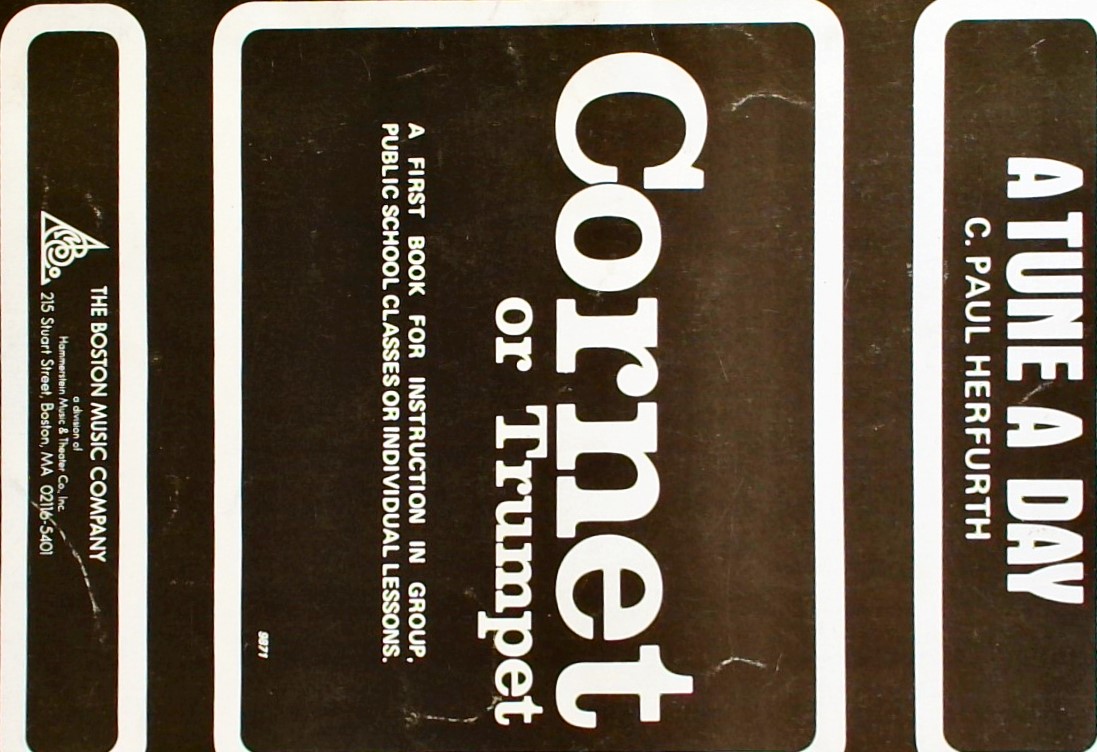 A TUNE A DAY
C. PAUL HERFURTH
Cornet
or Trumpet
A FIRST BOOK FOR INSTRUCTION IN GROUP,
PUBLIC SCHOOL CLASSES OR INDIVIDUAL LESSONS.
9871
THE BOSTON MUSIC COMPANY
a division of
Hammerstein Music & Theater Co., Inc.
215 Stuart Street, Boston, MA 02116-5401